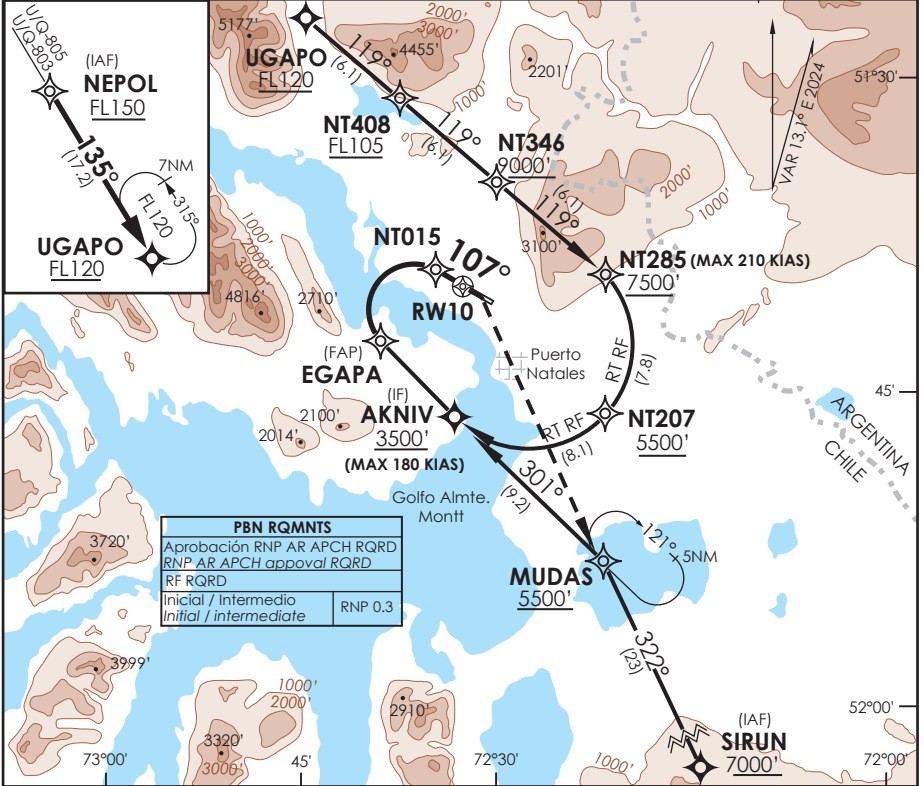 U/Q-805
U/Q-803
(IAF)
NEPOL
FL150
135°
(17.2)
7NM
315°
FL120
UGAPO
FL120
5177'
2000'
3000'
4455'
1000'
2201'
51°30'
VAR 13.1° E 2024
UGAPO
FL120
119°
(6.1)
NT408
FL105
119°
(6.1)
NT346
9000'
(6.1)
119°
2000'
1000'
3100'
NT285 (MAX 210 KIAS)
7500'
NT015
107°
RW10
1000'
2000'
3000'
4816'
2710'
(FAP)
EGAPA
Puerto
Natales
RT RF
(7.8)
(IF)
AKNIV
3500'
(MAX 180 KIAS)
2100'
2014'
RT RF
(8.1)
NT207
5500'
45'
ARGENTINA
CHILE
301°
(9.2)
Golfo Almte.
Montt
PBN RQMNTS
Aprobación RNP AR APCH RQRD
RNP AR APCH appoval RQRD
RF RQRD
Inicial / Intermedio
Initial / intermediate
RNP 0.3
3720'
121°
5NM
MUDAS
5500'
322°
(23)
3999'
1000'
2000'
3320'
3000'
2910'
(IAF)
SIRUN
7000'
1000'
52°00'
73°00'
45'
72°30'
72°00'